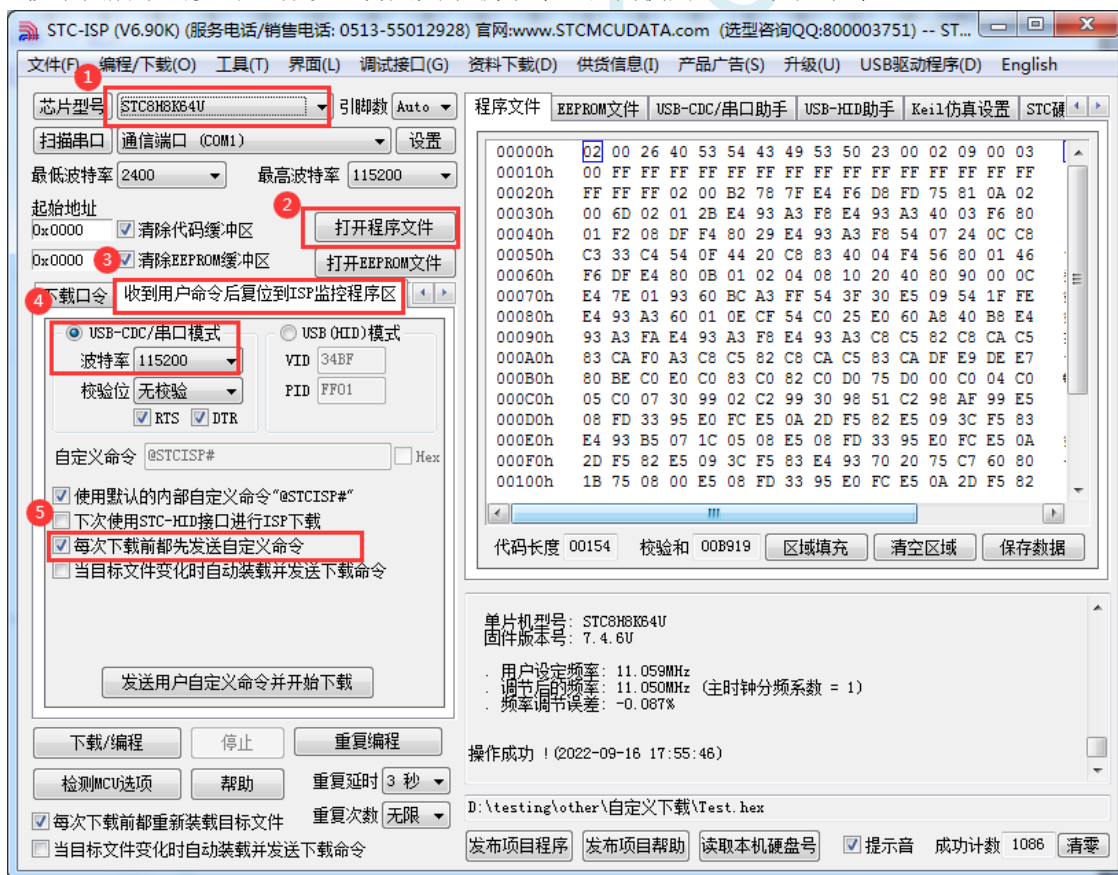 STC-ISP (V6.90K) (服务电话/销售电话: 0513-55012928) 官网:www.STCMCUDATA.com (选型咨询QQ:800003751) -- ST...
文件(F) 编程/下载(O) 工具(T) 界面(L) 调试接口(G) 资料下载(D) 供货信息(I) 产品广告(S) 升级(U) USB驱动程序(D) English
1
芯片型号 STC8H8K64U 引脚数 Auto
扫描串口 通信端口 (COM1) 设置
最低波特率 2400 最高波特率 115200
起始地址
2
0x0000 清除代码缓冲区 打开程序文件
0x0000 3 清除EEPROM缓冲区 打开EEPROM文件
4 下载口令 收到用户命令后复位到ISP监控程序区
USB-CDC/串口模式 USB(HID)模式
波特率 115200 VID 34BF
校验位 无校验 PID FF01
RTS DTR
自定义命令 @STCISP# Hex
使用默认的内部自定义命令"@STCISP#"
5
下次使用STC-HID接口进行ISP下载
每次下载前都先发送自定义命令
当目标文件变化时自动装载并发送下载命令
发送用户自定义命令并开始下载
下载/编程 停止 重复编程
检测MCU选项 帮助 重复延时 3 秒
每次下载前都重新装载目标文件 重复次数 无限
当目标文件变化时自动装载并发送下载命令
程序文件 EEPROM文件 USB-CDC/串口助手 USB-HID助手 Keil仿真设置 STC硬
00000h 02 00 26 40 53 54 43 49 53 50 23 00 02 09 00 03
00010h 00 FF FF FF FF FF FF FF FF FF FF FF FF FF FF FF
00020h FF FF FF 02 00 B2 78 7F E4 F6 D8 FD 75 81 0A 02
00030h 00 6D 02 01 2B E4 93 A3 F8 E4 93 A3 40 03 F6 80
00040h 01 F2 08 DF F4 80 29 E4 93 A3 F8 54 07 24 0C C8
00050h C3 33 C4 54 0F 44 20 C8 83 40 04 F4 56 80 01 46
00060h F6 DF E4 80 0B 01 02 04 08 10 20 40 80 90 00 0C
00070h E4 7E 01 93 60 BC A3 FF 54 3F 30 E5 09 54 1F FE
00080h E4 93 A3 60 01 0E CF 54 C0 25 E0 60 A8 40 B8 E4
00090h 93 A3 FA E4 93 A3 F8 E4 93 A3 C8 C5 82 C8 CA C5
000A0h 83 CA F0 A3 C8 C5 82 C8 CA C5 83 CA DF E9 DE E7
000B0h 80 BE C0 E0 C0 83 C0 82 C0 D0 75 D0 00 C0 04 C0
000C0h 05 C0 07 30 99 02 C2 99 30 98 51 C2 98 AF 99 E5
000D0h 08 FD 33 95 E0 FC E5 0A 2D F5 82 E5 09 3C F5 83
000E0h E4 93 B5 07 1C 05 08 E5 08 FD 33 95 E0 FC E5 0A
000F0h 2D F5 82 E5 09 3C F5 83 E4 93 70 20 75 C7 60 80
00100h 1B 75 08 00 E5 08 FD 33 95 E0 FC E5 0A 2D F5 82
代码长度 00154 校验和 00B919 区域填充 清空区域 保存数据
单片机型号: STC8H8K64U
固件版本号: 7.4.6U
. 用户设定频率: 11.059MHz
. 调节后的频率: 11.050MHz (主时钟分频系数 = 1)
. 频率调节误差: -0.087%
操作成功 !(2022-09-16 17:55:46)
D:\testing\other\自定义下载\Test.hex
发布项目程序 发布项目帮助 读取本机硬盘号 提示音 成功计数 1086 清零